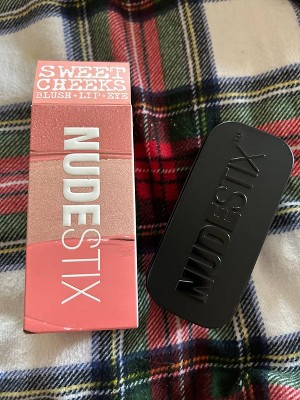 SWEET
CHEEKS
BLUSH+LIP+EYE
NUDESTIX
NUDESTIX